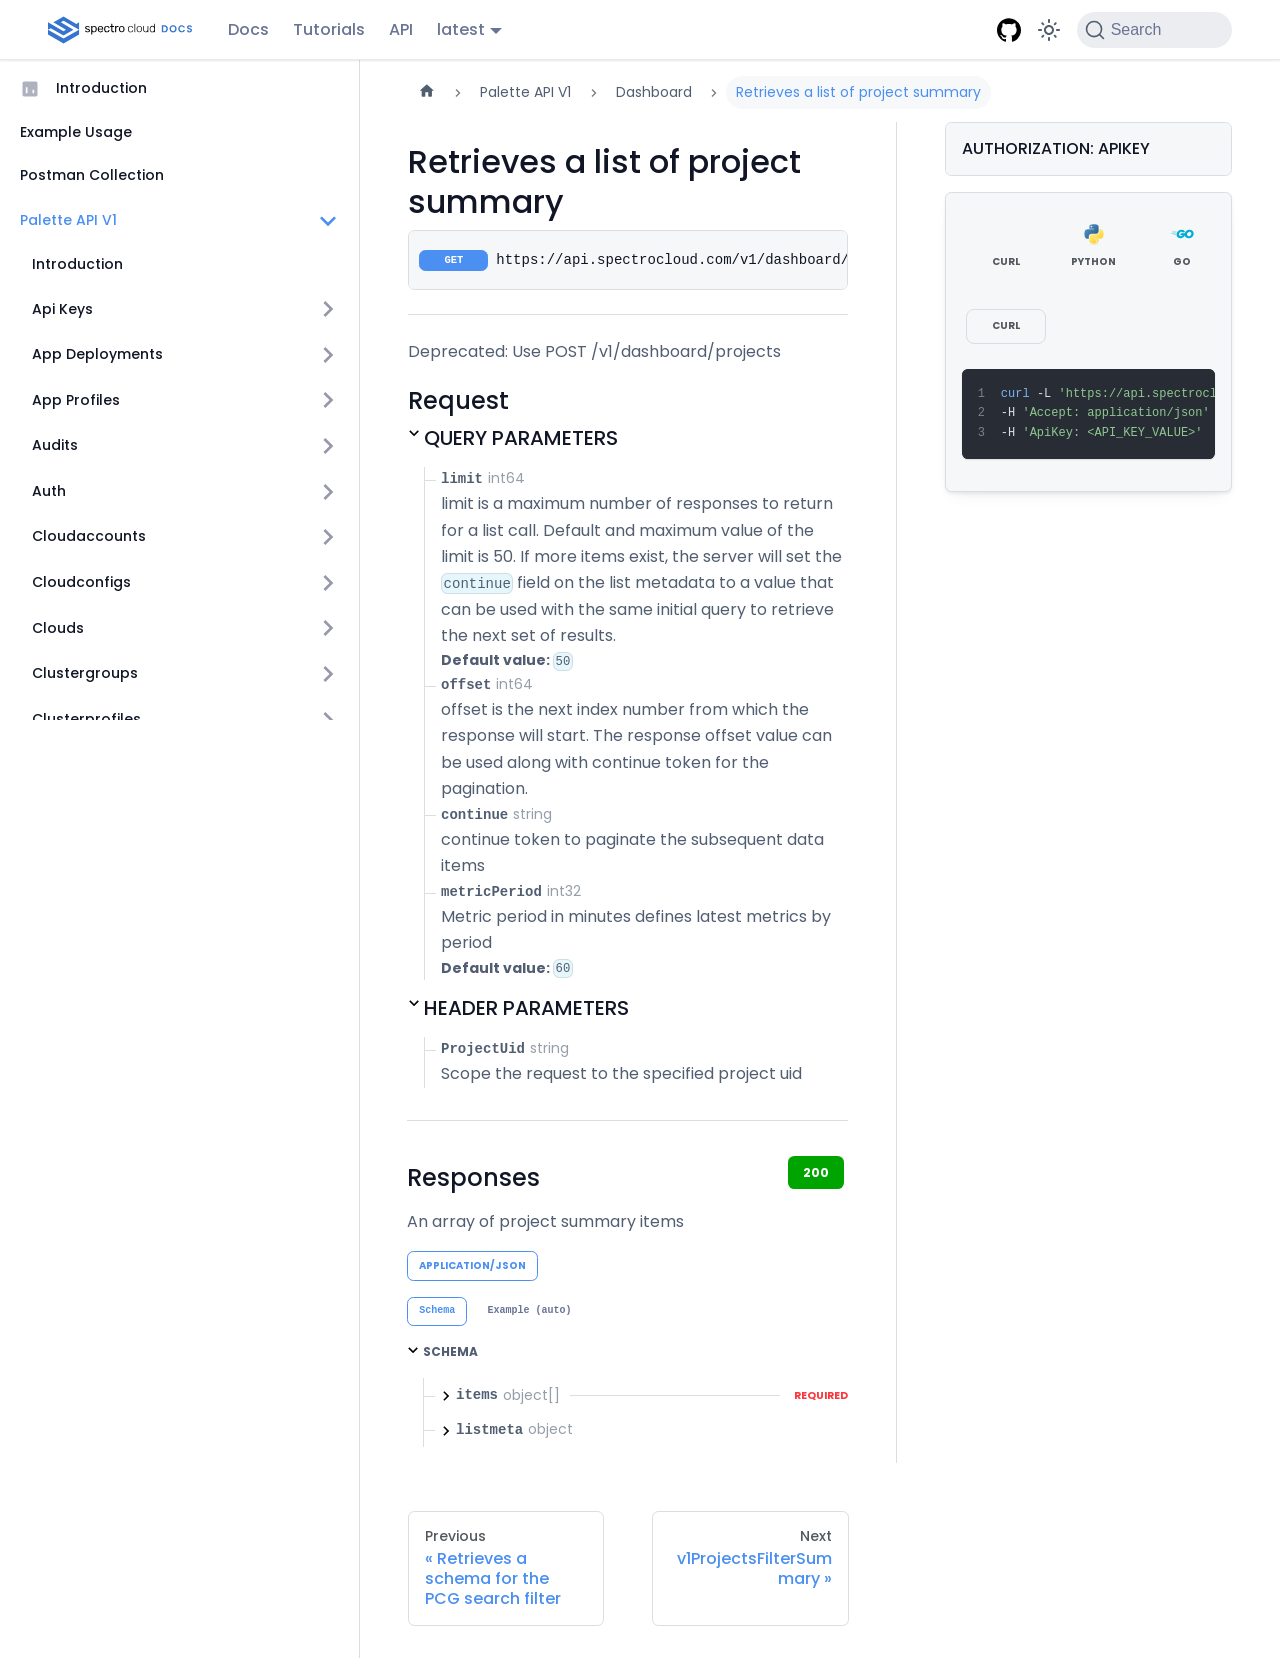 spectro cloud DOCS
Docs
Tutorials
API
latest
Search
Introduction
Example Usage
Postman Collection
Palette API V1
Introduction
Api Keys
App Deployments
App Profiles
Audits
Auth
Cloudaccounts
Cloudconfigs
Clouds
Clustergroups
Clusterprofiles
Palette API V1
Dashboard
Retrieves a list of project summary
Retrieves a list of project
summary
GET https://api.spectrocloud.com/v1/dashboard/
Deprecated: Use POST /v1/dashboard/projects
Request
QUERY PARAMETERS
limit int64
limit is a maximum number of responses to return
for a list call. Default and maximum value of the
limit is 50. If more items exist, the server will set the
continue field on the list metadata to a value that
can be used with the same initial query to retrieve
the next set of results.
Default value: 50
offset int64
offset is the next index number from which the
response will start. The response offset value can
be used along with continue token for the
pagination.
continue string
continue token to paginate the subsequent data
items
metricPeriod int32
Metric period in minutes defines latest metrics by
period
Default value: 60
HEADER PARAMETERS
ProjectUid string
Scope the request to the specified project uid
Responses
200
An array of project summary items
APPLICATION/JSON
Schema
Example (auto)
SCHEMA
items object[] REQUIRED
listmeta object
Previous
« Retrieves a
schema for the
PCG search filter
Next
v1ProjectsFilterSum
mary »
AUTHORIZATION: APIKEY
CURL
PYTHON
GO
GO
CURL
1 curl -L 'https://api.spectrocl
2 -H 'Accept: application/json'
3 -H 'ApiKey: <API_KEY_VALUE>'